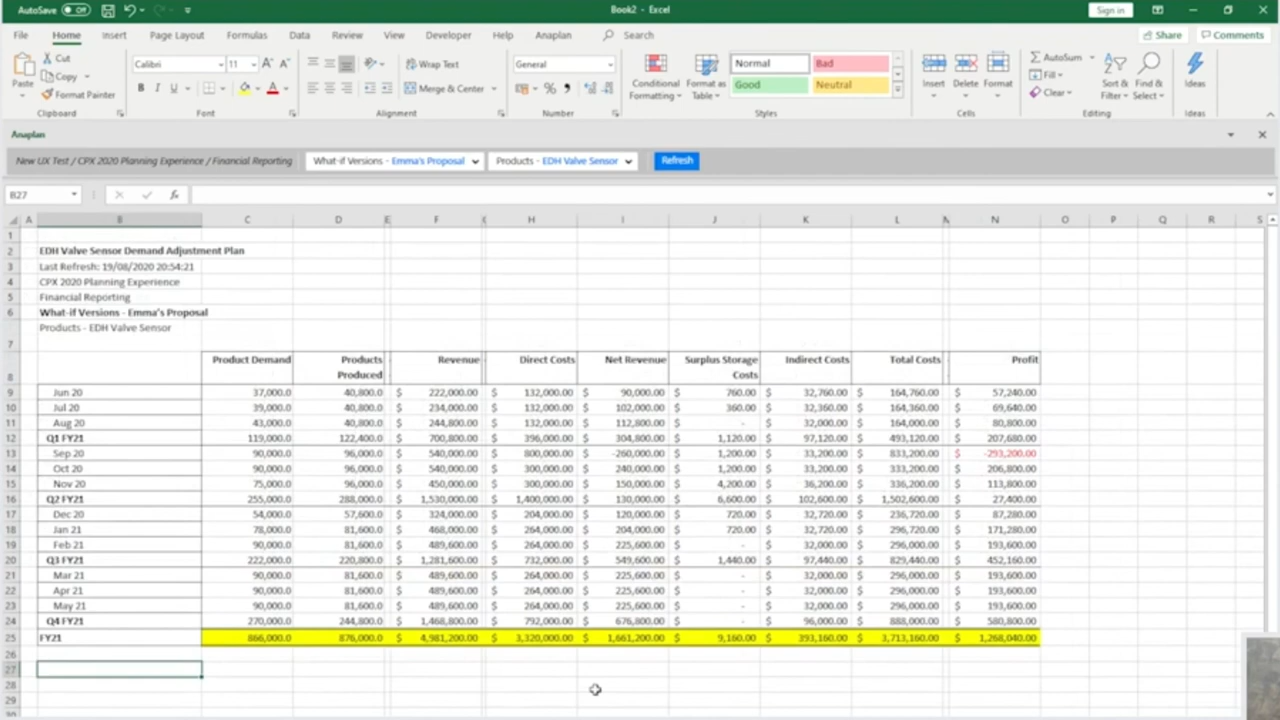 AutoSave Off Book2 - Excel Sign in
File Home Insert Page Layout Formulas Data Review View Developer Help Anaplan Search Share Comments
Paste Cut Copy Format Painter Clipboard
Calibri 11 A A B I U A Font
Wrap Text Merge & Center Alignment
General % Number
Conditional Formatting Format as Table Normal Bad Good Neutral Styles
Insert Delete Format Cells
AutoSum Fill Clear Sort & Filter Find & Select Editing
Ideas Ideas
Anaplan
New UX Test / CPX 2020 Planning Experience / Financial Reporting What-if Versions - Emma's Proposal Products - EDH Valve Sensor Refresh
B27 fx
A B C D E F H I J K L N O P Q R S
1
2 EDH Valve Sensor Demand Adjustment Plan
3 Last Refresh: 19/08/2020 20:54:21
4 CPX 2020 Planning Experience
5 Financial Reporting
6 What-if Versions - Emma's Proposal
7 Products - EDH Valve Sensor
8 Product Demand Products Produced Revenue Direct Costs Net Revenue Surplus Storage Costs Indirect Costs Total Costs Profit
9 Jun 20 37,000.0 40,800.0 $ 222,000.00 $ 132,000.00 $ 90,000.00 $ 760.00 $ 32,760.00 $ 164,760.00 $ 57,240.00
10 Jul 20 39,000.0 40,800.0 $ 234,000.00 $ 132,000.00 $ 102,000.00 $ 360.00 $ 32,360.00 $ 164,360.00 $ 69,640.00
11 Aug 20 43,000.0 40,800.0 $ 244,800.00 $ 132,000.00 $ 112,800.00 $ - $ 32,000.00 $ 164,000.00 $ 80,800.00
12 Q1 FY21 119,000.0 122,400.0 $ 700,800.00 $ 396,000.00 $ 304,800.00 $ 1,120.00 $ 97,120.00 $ 493,120.00 $ 207,680.00
13 Sep 20 90,000.0 96,000.0 $ 540,000.00 $ 800,000.00 $ -260,000.00 $ 1,200.00 $ 33,200.00 $ 833,200.00 $ -293,200.00
14 Oct 20 90,000.0 96,000.0 $ 540,000.00 $ 300,000.00 $ 240,000.00 $ 1,200.00 $ 33,200.00 $ 333,200.00 $ 206,800.00
15 Nov 20 75,000.0 96,000.0 $ 450,000.00 $ 300,000.00 $ 150,000.00 $ 4,200.00 $ 36,200.00 $ 336,200.00 $ 113,800.00
16 Q2 FY21 255,000.0 288,000.0 $ 1,530,000.00 $ 1,400,000.00 $ 130,000.00 $ 6,600.00 $ 102,600.00 $ 1,502,600.00 $ 27,400.00
17 Dec 20 54,000.0 57,600.0 $ 324,000.00 $ 204,000.00 $ 120,000.00 $ 720.00 $ 32,720.00 $ 236,720.00 $ 87,280.00
18 Jan 21 78,000.0 81,600.0 $ 468,000.00 $ 264,000.00 $ 204,000.00 $ 720.00 $ 32,720.00 $ 296,720.00 $ 171,280.00
19 Feb 21 90,000.0 81,600.0 $ 489,600.00 $ 264,000.00 $ 225,600.00 $ - $ 32,000.00 $ 296,000.00 $ 193,600.00
20 Q3 FY21 222,000.0 220,800.0 $ 1,281,600.00 $ 732,000.00 $ 549,600.00 $ 1,440.00 $ 97,440.00 $ 829,440.00 $ 452,160.00
21 Mar 21 90,000.0 81,600.0 $ 489,600.00 $ 264,000.00 $ 225,600.00 $ - $ 32,000.00 $ 296,000.00 $ 193,600.00
22 Apr 21 90,000.0 81,600.0 $ 489,600.00 $ 264,000.00 $ 225,600.00 $ - $ 32,000.00 $ 296,000.00 $ 193,600.00
23 May 21 90,000.0 81,600.0 $ 489,600.00 $ 264,000.00 $ 225,600.00 $ - $ 32,000.00 $ 296,000.00 $ 193,600.00
24 Q4 FY21 270,000.0 244,800.0 $ 1,468,800.00 $ 792,000.00 $ 676,800.00 $ - $ 96,000.00 $ 888,000.00 $ 580,800.00
25 FY21 866,000.0 876,000.0 $ 4,981,200.00 $ 3,320,000.00 $ 1,661,200.00 $ 9,160.00 $ 393,160.00 $ 3,713,160.00 $ 1,268,040.00
26
27
28
29
30